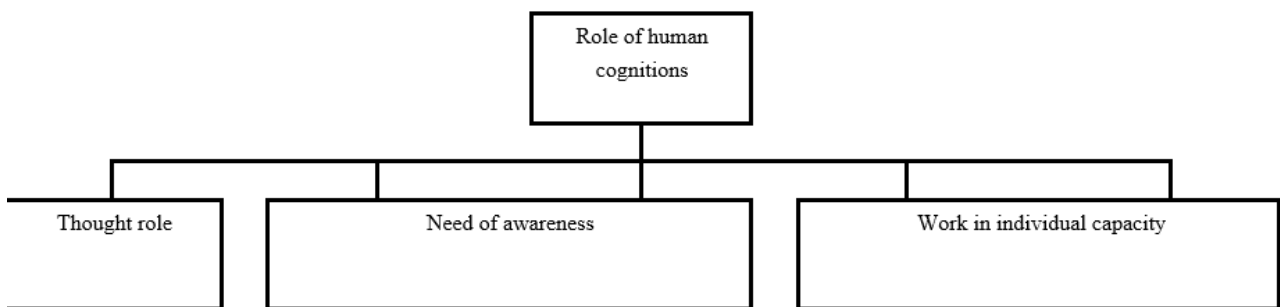 Role of human
cognitions
Thought role
Need of awareness
Work in individual capacity